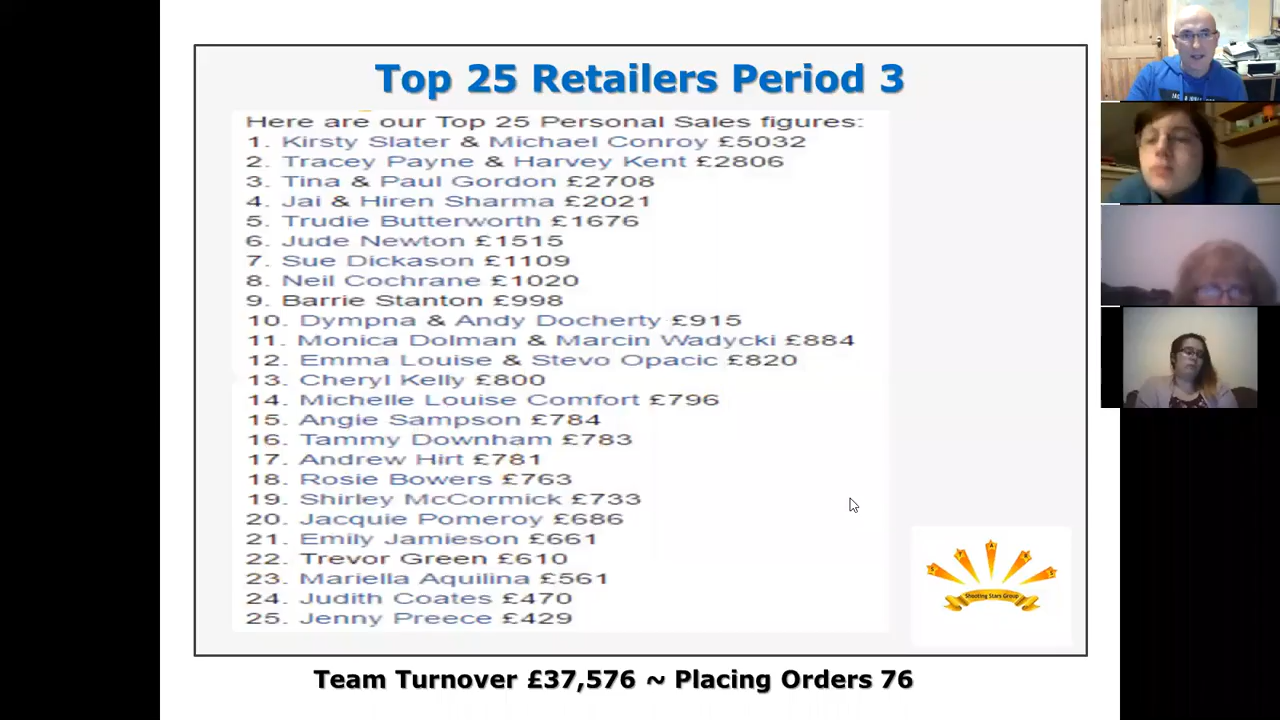 Top 25 Retailers Period 3
Here are our Top 25 Personal Sales figures:
1. Kirsty Slater & Michael Conroy £5032
2. Tracey Payne & Harvey Kent £2806
3. Tina & Paul Gordon £2708
4. Jai & Hiren Sharma £2021
5. Trudie Butterworth £1676
6. Jude Newton £1515
7. Sue Dickason £1109
8. Neil Cochrane £1020
9. Barrie Stanton £998
10. Dympna & Andy Docherty £915
11. Monica Dolman & Marcin Wadycki £884
12. Emma Louise & Stevo Opacic £820
13. Cheryl Kelly £800
14. Michelle Louise Comfort £796
15. Angie Sampson £784
16. Tammy Downham £783
17. Andrew Hirt £781
18. Rosie Bowers £763
19. Shirley McCormick £733
20. Jacquie Pomeroy £686
21. Emily Jamieson £661
22. Trevor Green £610
23. Mariella Aquilina £561
24. Judith Coates £470
25. Jenny Preece £429
Shooting Stars Group
Team Turnover £37,576 ~ Placing Orders 76